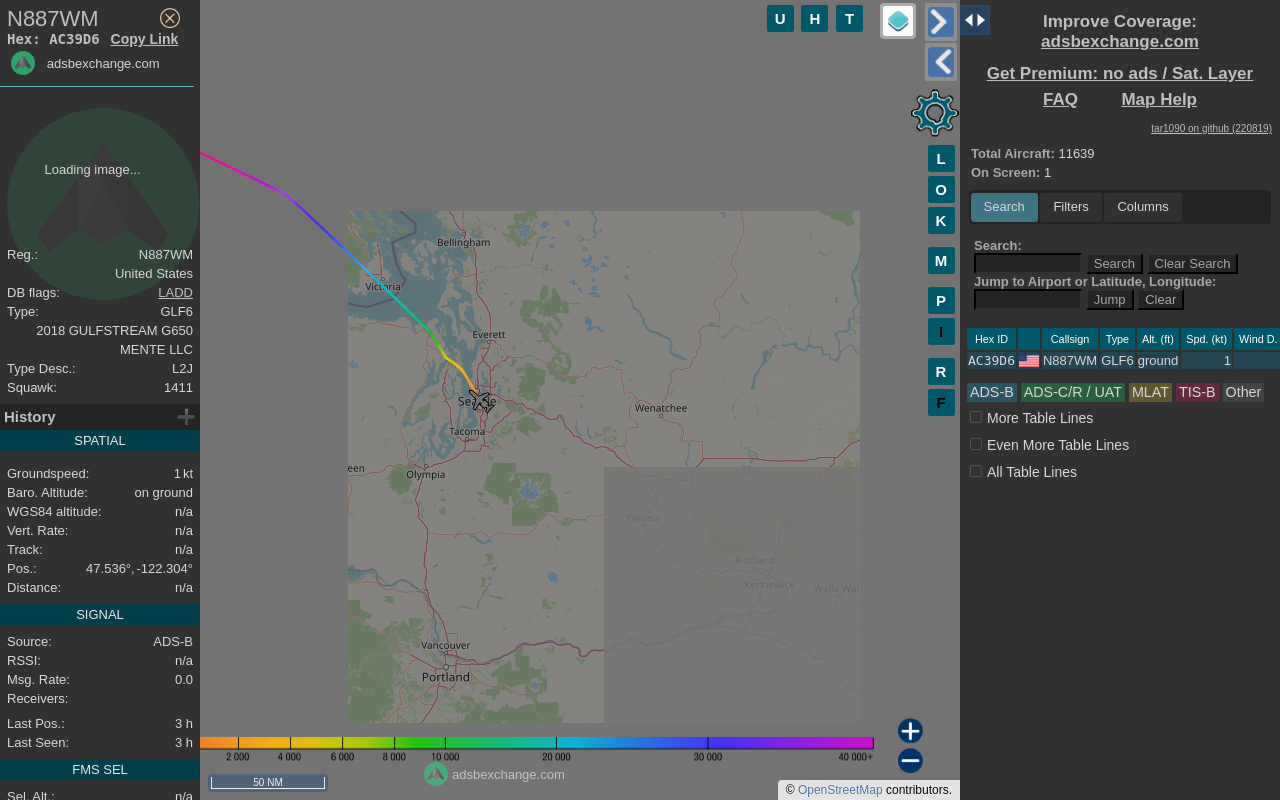 N887WM
Hex: AC39D6 Copy Link
adsbexchange.com
Loading image...
Reg.: N887WM
United States
DB flags: LADD
Type: GLF6
2018 GULFSTREAM G650
MENTE LLC
Type Desc.: L2J
Squawk: 1411
History
SPATIAL
Groundspeed: 1 kt
Baro. Altitude: on ground
WGS84 altitude: n/a
Vert. Rate: n/a
Track: n/a
Pos.: 47.536°, -122.304°
Distance: n/a
SIGNAL
Source: ADS-B
RSSI: n/a
Msg. Rate: 0.0
Receivers:
Last Pos.: 3 h
Last Seen: 3 h
FMS SEL
Sel. Alt.: n/a
U H T
L
O
K
M
P
I
R
F
Bellingham
Victoria
Everett
Seattle
Wenatchee
Tacoma
een
Olympia
Yakima
Richland
Kennewick
Walla Wal
Vancouver
Portland
2 000 4 000 6 000 8 000 10 000 20 000 30 000 40 000+
50 NM
adsbexchange.com
© OpenStreetMap contributors.
Improve Coverage:
adsbexchange.com
Get Premium: no ads / Sat. Layer
FAQ Map Help
tar1090 on github (220819)
Total Aircraft: 11639
On Screen: 1
Search Filters Columns
Search:
Search Clear Search
Jump to Airport or Latitude, Longitude:
Jump Clear
Hex ID Callsign Type Alt. (ft) Spd. (kt) Wind D.
AC39D6 N887WM GLF6 ground 1
ADS-B ADS-C/R / UAT MLAT TIS-B Other
More Table Lines
Even More Table Lines
All Table Lines